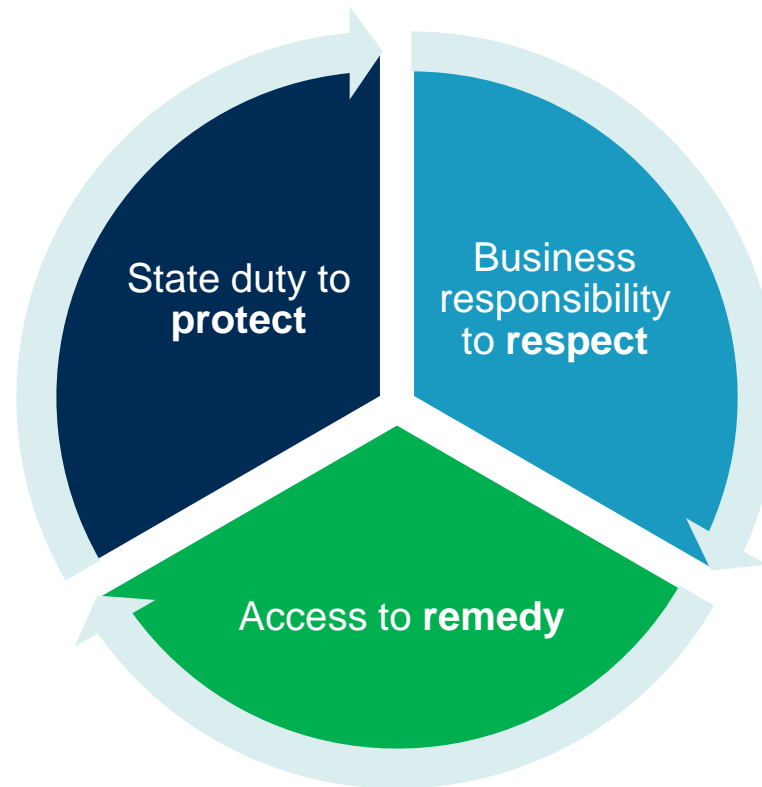 State duty to
protect
Business
responsibility
to respect
Access to remedy